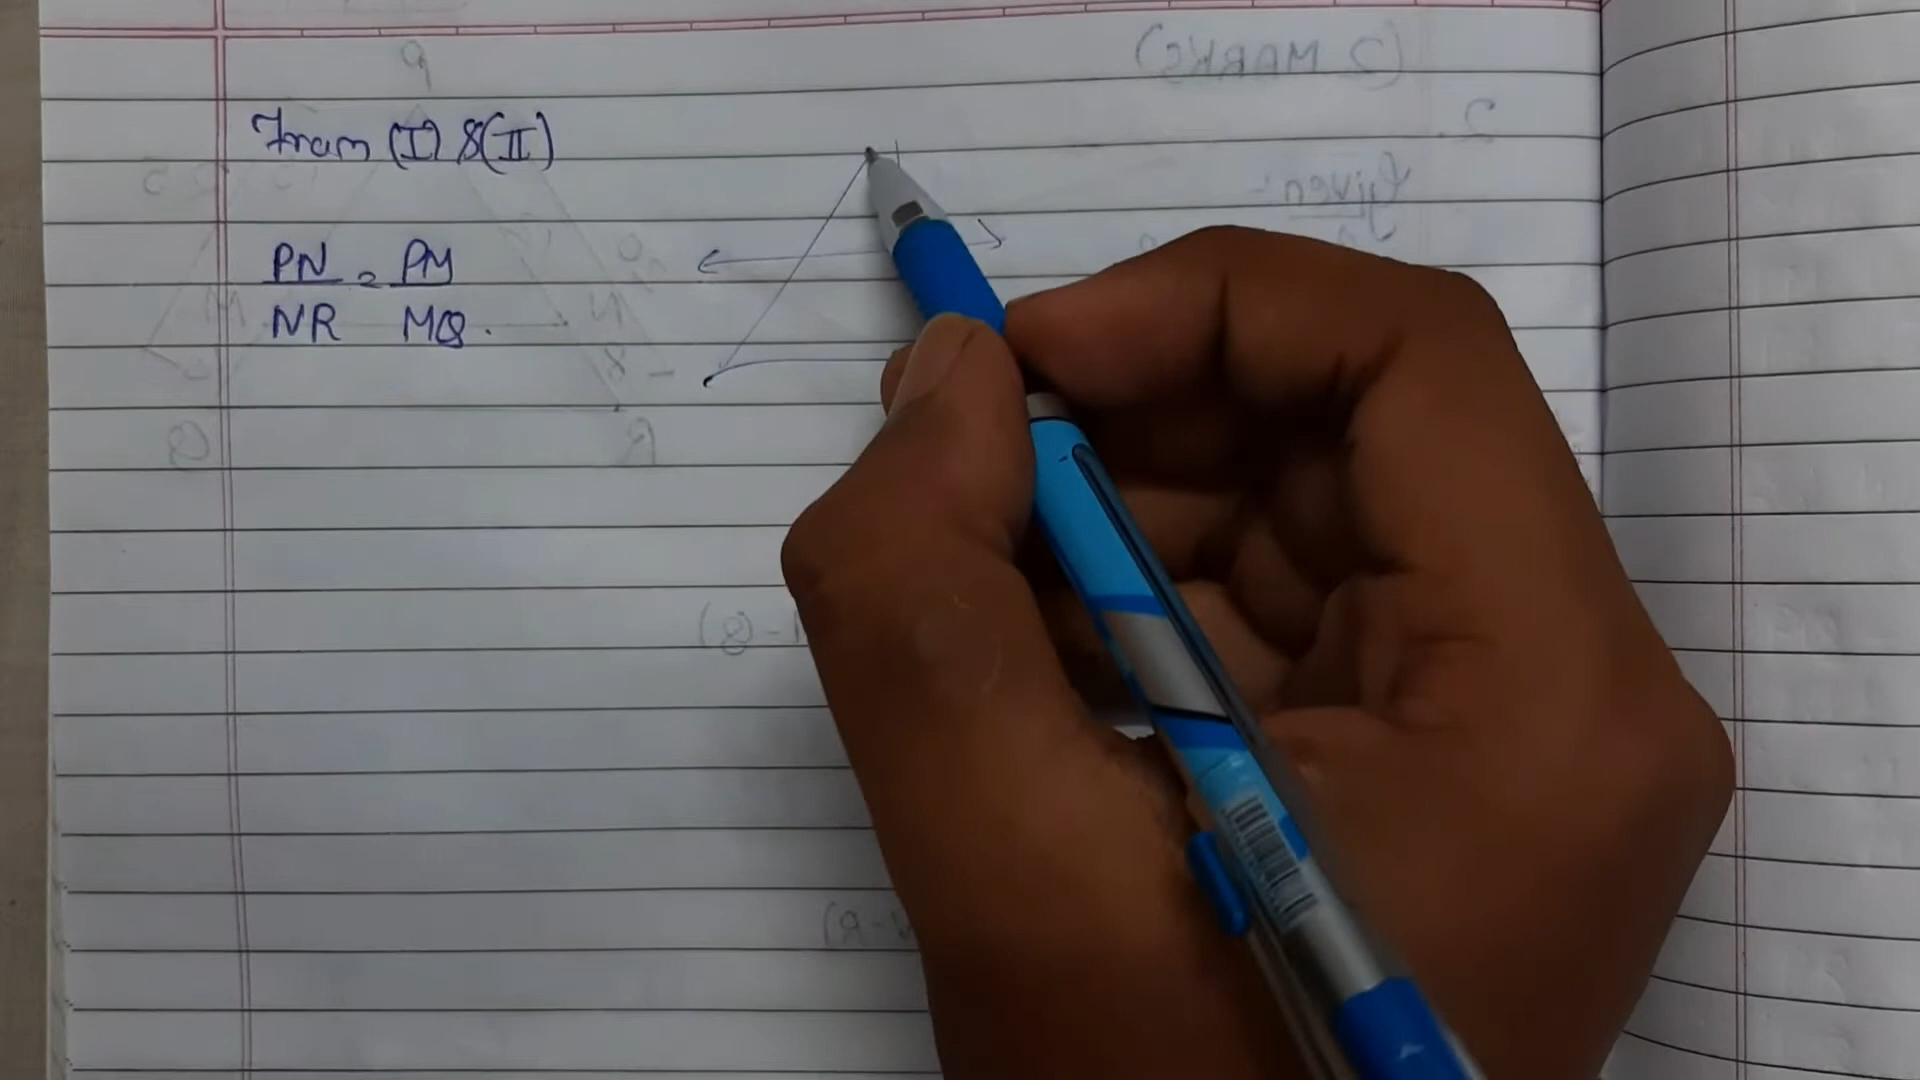 From (I) & (II)
PN = PM
NR MQ.